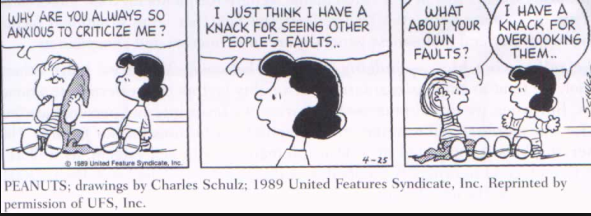 WHY ARE YOU ALWAYS SO
ANXIOUS TO CRITICIZE ME?
© 1989 United Feature Syndicate, Inc.
I JUST THINK I HAVE A
KNACK FOR SEEING OTHER
PEOPLE'S FAULTS..
4-25
WHAT
ABOUT YOUR
OWN
FAULTS?
I HAVE A
KNACK FOR
OVERLOOKING
THEM..
PEANUTS; drawings by Charles Schulz; 1989 United Features Syndicate, Inc. Reprinted by
permission of UFS, Inc.